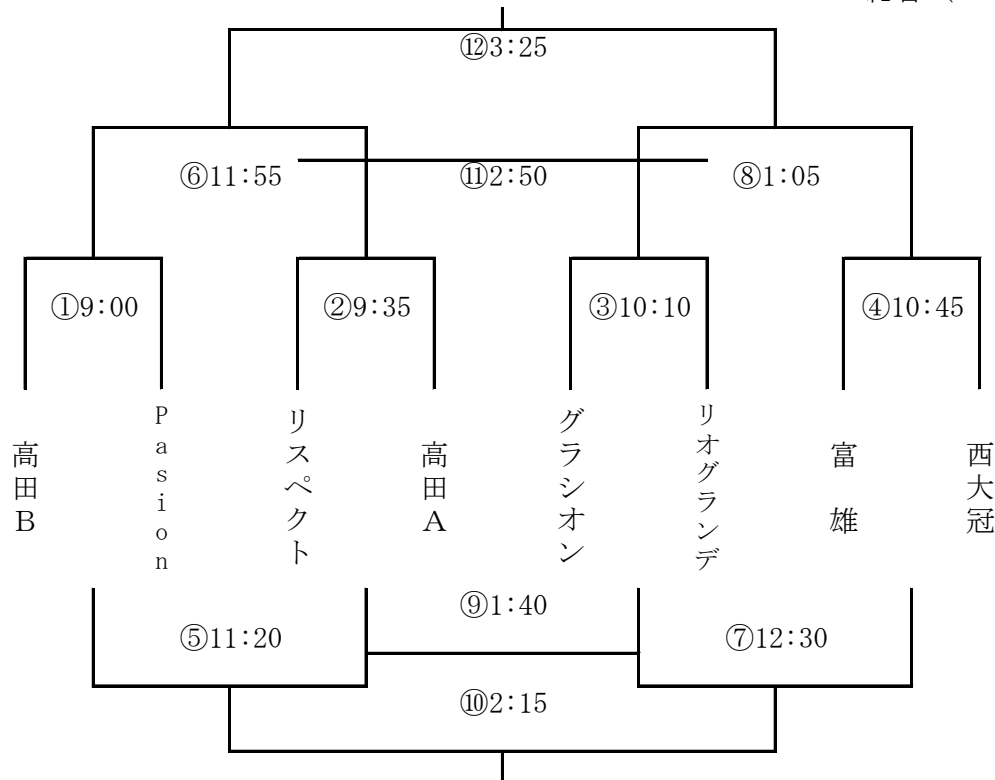 ⑫3:25
⑥11:55
⑪2:50
⑧1:05
①9:00
②9:35
③10:10
④10:45
高田B
Pasion
リスペクト
高田A
グラシオン
リオグランデ
富 雄
西大冠
⑨1:40
⑤11:20
⑦12:30
⑩2:15